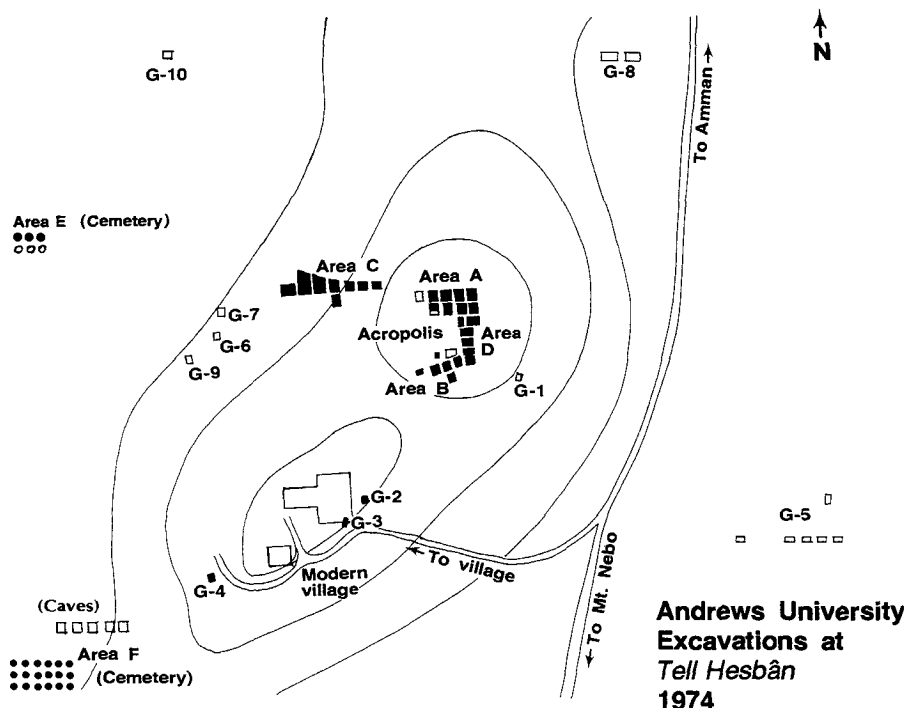 G-10
G-8
N
To Amman →
Area E (Cemetery)
Area C
Area A
G-7
G-6
G-9
Acropolis
Area
D
Area B
G-1
G-2
G-3
G-4
Modern
village
← To village
G-5
← To Mt. Nebo
(Caves)
Area F
(Cemetery)
Andrews University
Excavations at
Tell Hesbân
1974